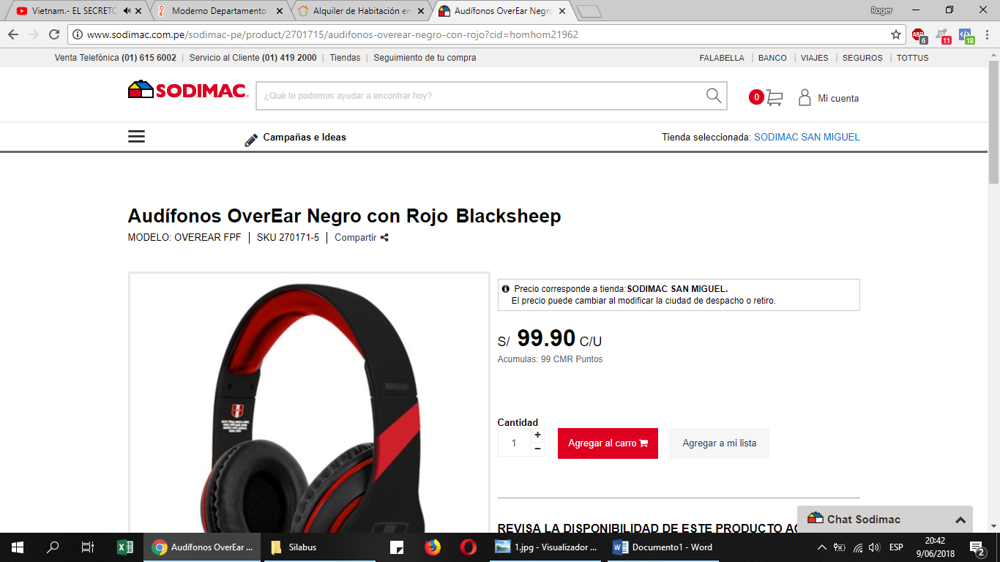 Vietnam.- EL SECRETO
Moderno Departamento
Alquiler de Habitación en
Audífonos OverEar Negro
Roger
www.sodimac.com.pe/sodimac-pe/product/2701715/audifonos-overear-negro-con-rojo?cid=homhom21962
ABP 6 11 18
Venta Telefónica (01) 615 6002 | Servicio al Cliente (01) 419 2000 | Tiendas | Seguimiento de tu compra
FALABELLA | BANCO | VIAJES | SEGUROS | TOTTUS
SODIMAC
¿Qué te podemos ayudar a encontrar hoy?
0
Mi cuenta
Campañas e Ideas
Tienda seleccionada: SODIMAC SAN MIGUEL
Audífonos OverEar Negro con Rojo Blacksheep
MODELO: OVEREAR FPF | SKU 270171-5 | Compartir
Precio corresponde a tienda:SODIMAC SAN MIGUEL.
El precio puede cambiar al modificar la ciudad de despacho o retiro.
S/ 99.90 C/U
Acumulas: 99 CMR Puntos
Cantidad
1 + −
Agregar al carro
Agregar a mi lista
REVISA LA DISPONIBILIDAD DE ESTE PRODUCTO
Chat Sodimac
Audífonos OverEar ...
Silabus
1.jpg - Visualizador ...
Documento1 - Word
ESP
20:42
9/06/2018
2